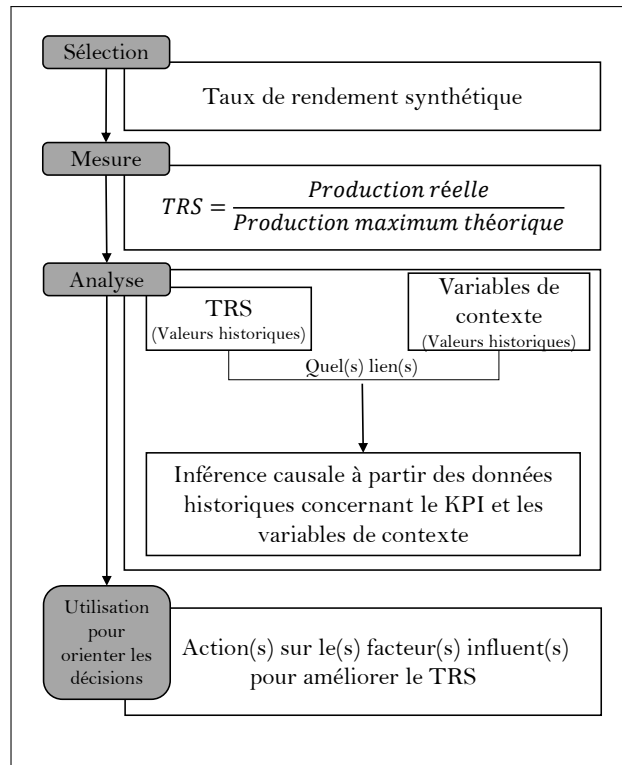 Sélection
Taux de rendement synthétique
Mesure
TRS = Production réelle / Production maximum théorique
Analyse
TRS
(Valeurs historiques)
Variables de
contexte
(Valeurs historiques)
Quel(s) lien(s)
Inférence causale à partir des données
historiques concernant le KPI et les
variables de contexte
Utilisation
pour
orienter les
décisions
Action(s) sur le(s) facteur(s) influent(s)
pour améliorer le TRS